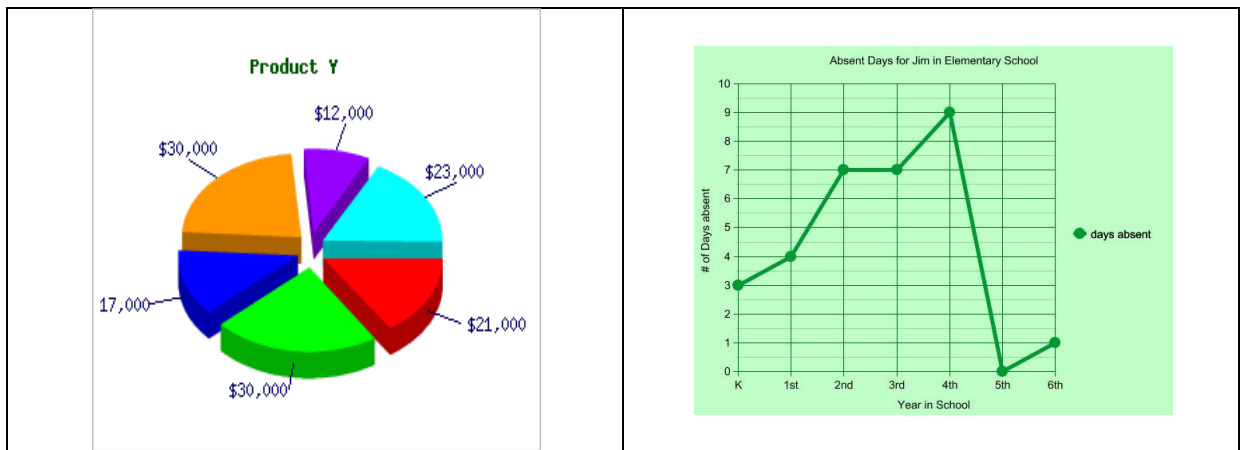 Product Y
$12,000
$30,000
$23,000
17,000
$21,000
$30,000
Absent Days for Jim in Elementary School
10
9
8
7
6
5
4
3
2
1
0
# of Days absent
K 1st 2nd 3rd 4th 5th 6th
Year in School
days absent